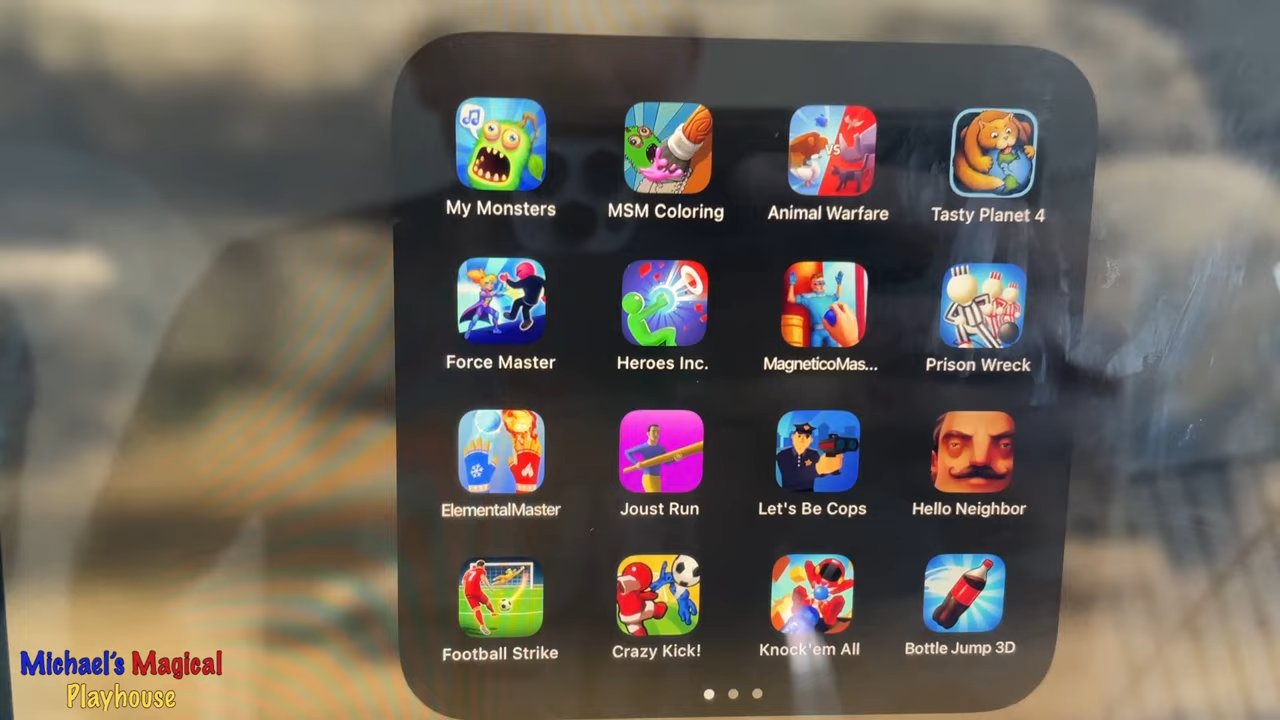 My Monsters MSM Coloring Animal Warfare Tasty Planet 4
VS
Force Master Heroes Inc. MagneticoMas... Prison Wreck
ElementalMaster Joust Run Let's Be Cops Hello Neighbor
Football Strike Crazy Kick! Knock'em All Bottle Jump 3D
Michael's Magical
Playhouse